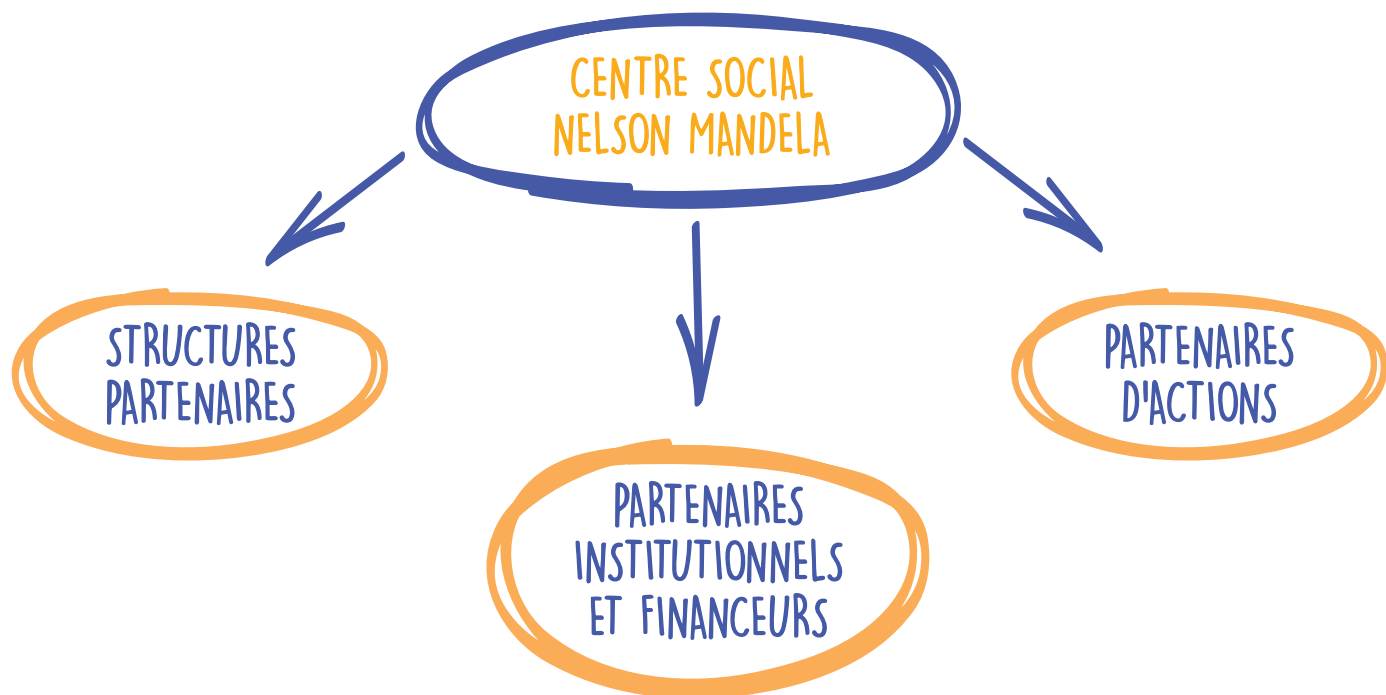 CENTRE SOCIAL
NELSON MANDELA
STRUCTURES
PARTENAIRES
PARTENAIRES
INSTITUTIONNELS
ET FINANCEURS
PARTENAIRES
D'ACTIONS